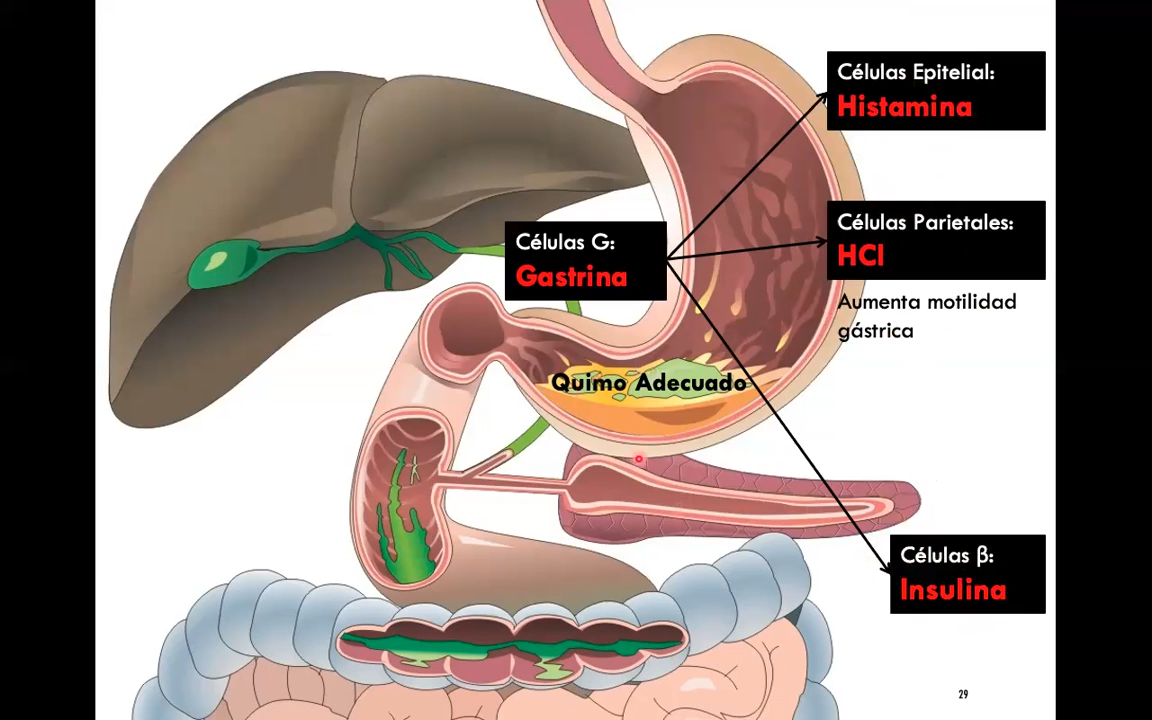 Células Epitelial:
Histamina
Células Parietales:
HCl
Aumenta motilidad
gástrica
Células G:
Gastrina
Quimo Adecuado
Células β:
Insulina
29